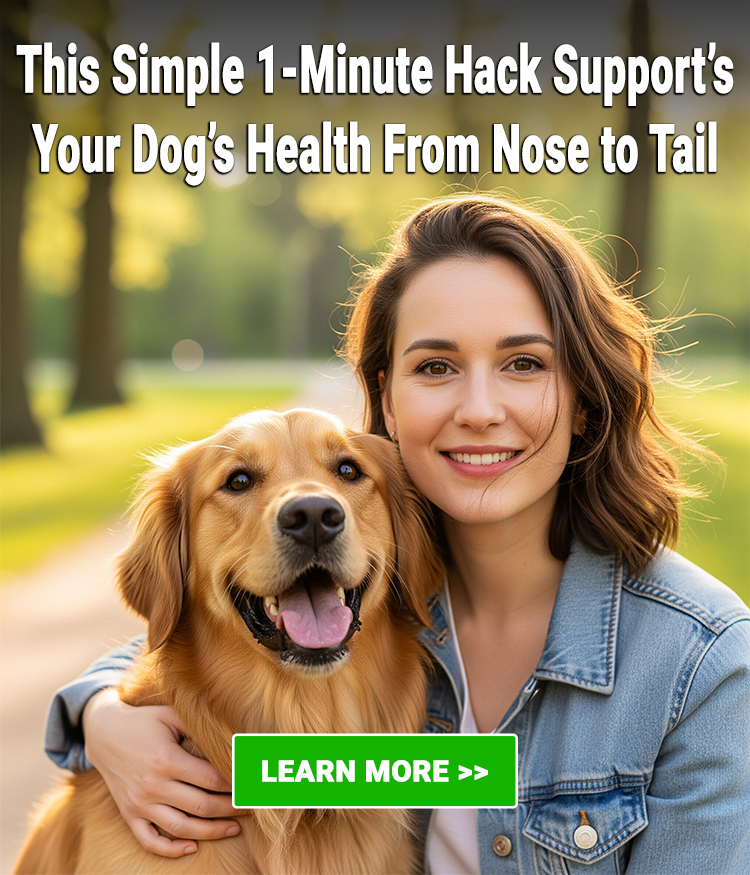 This Simple 1-Minute Hack Support’s
Your Dog’s Health From Nose to Tail
LEARN MORE >>